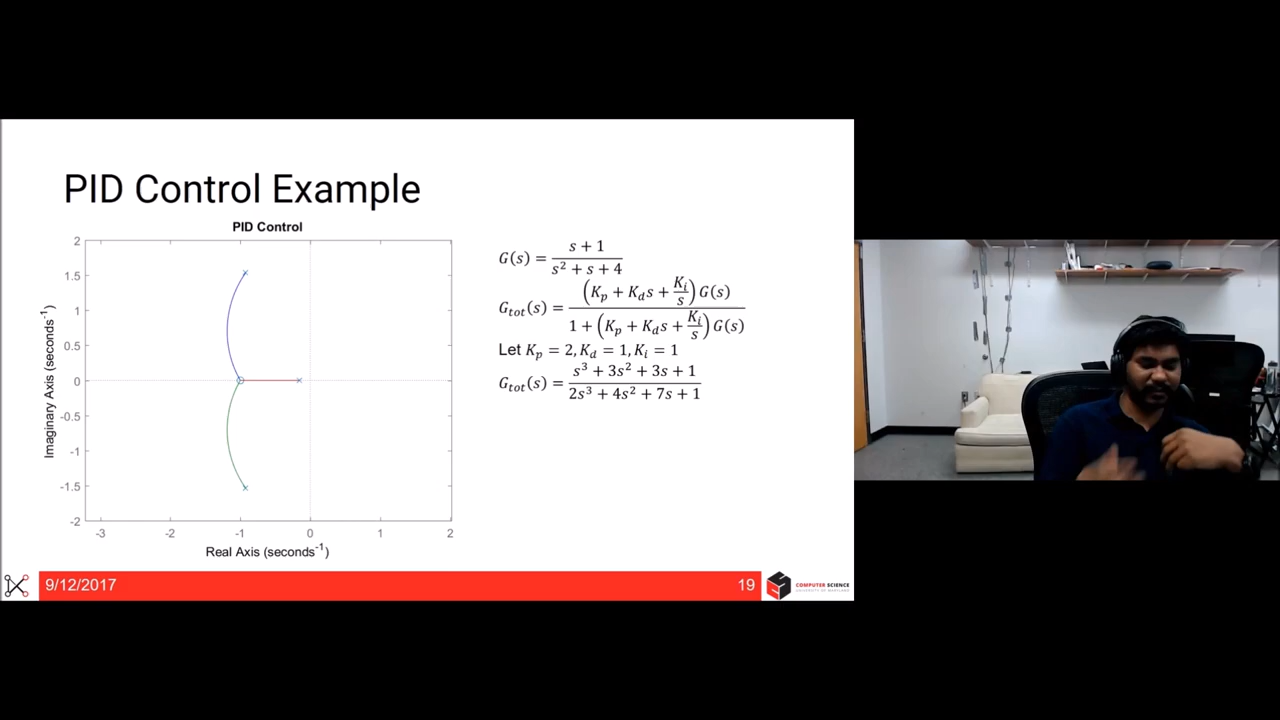 PID Control Example
PID Control
2
1.5
1
0.5
0
-0.5
-1
-1.5
-2
-3 -2 -1 0 1 2
Imaginary Axis (seconds⁻¹)
Real Axis (seconds⁻¹)
G(s) = (s + 1)/(s² + s + 4)
G_tot(s) = ((K_p + K_d s + K_i/s) G(s))/(1 + (K_p + K_d s + K_i/s) G(s))
Let K_p = 2, K_d = 1, K_i = 1
G_tot(s) = (s³ + 3s² + 3s + 1)/(2s³ + 4s² + 7s + 1)
9/12/2017
19
COMPUTER SCIENCE
UNIVERSITY OF MARYLAND